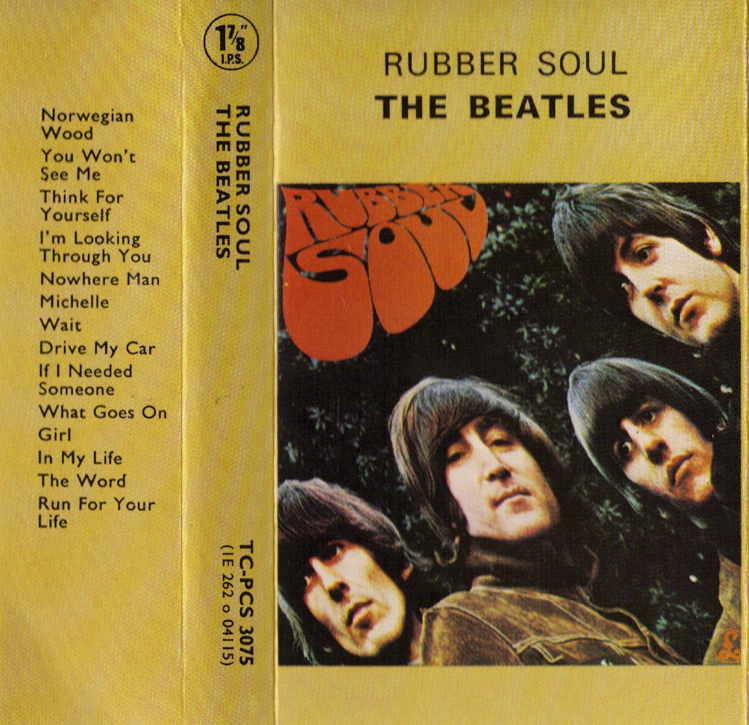 Norwegian
Wood
You Won't
See Me
Think For
Yourself
I'm Looking
Through You
Nowhere Man
Michelle
Wait
Drive My Car
If I Needed
Someone
What Goes On
Girl
In My Life
The Word
Run For Your
Life
1⅞"
I.P.S.
RUBBER SOUL
THE BEATLES
TC-PCS 3075
(IE 262 o 04115)
RUBBER SOUL
THE BEATLES
RUBBER
SOUL
£